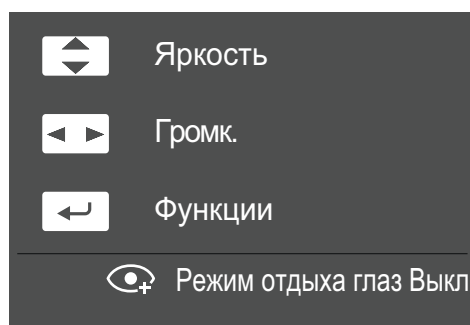 Яркость
Громк.
Функции
Режим отдыха глаз Выкл